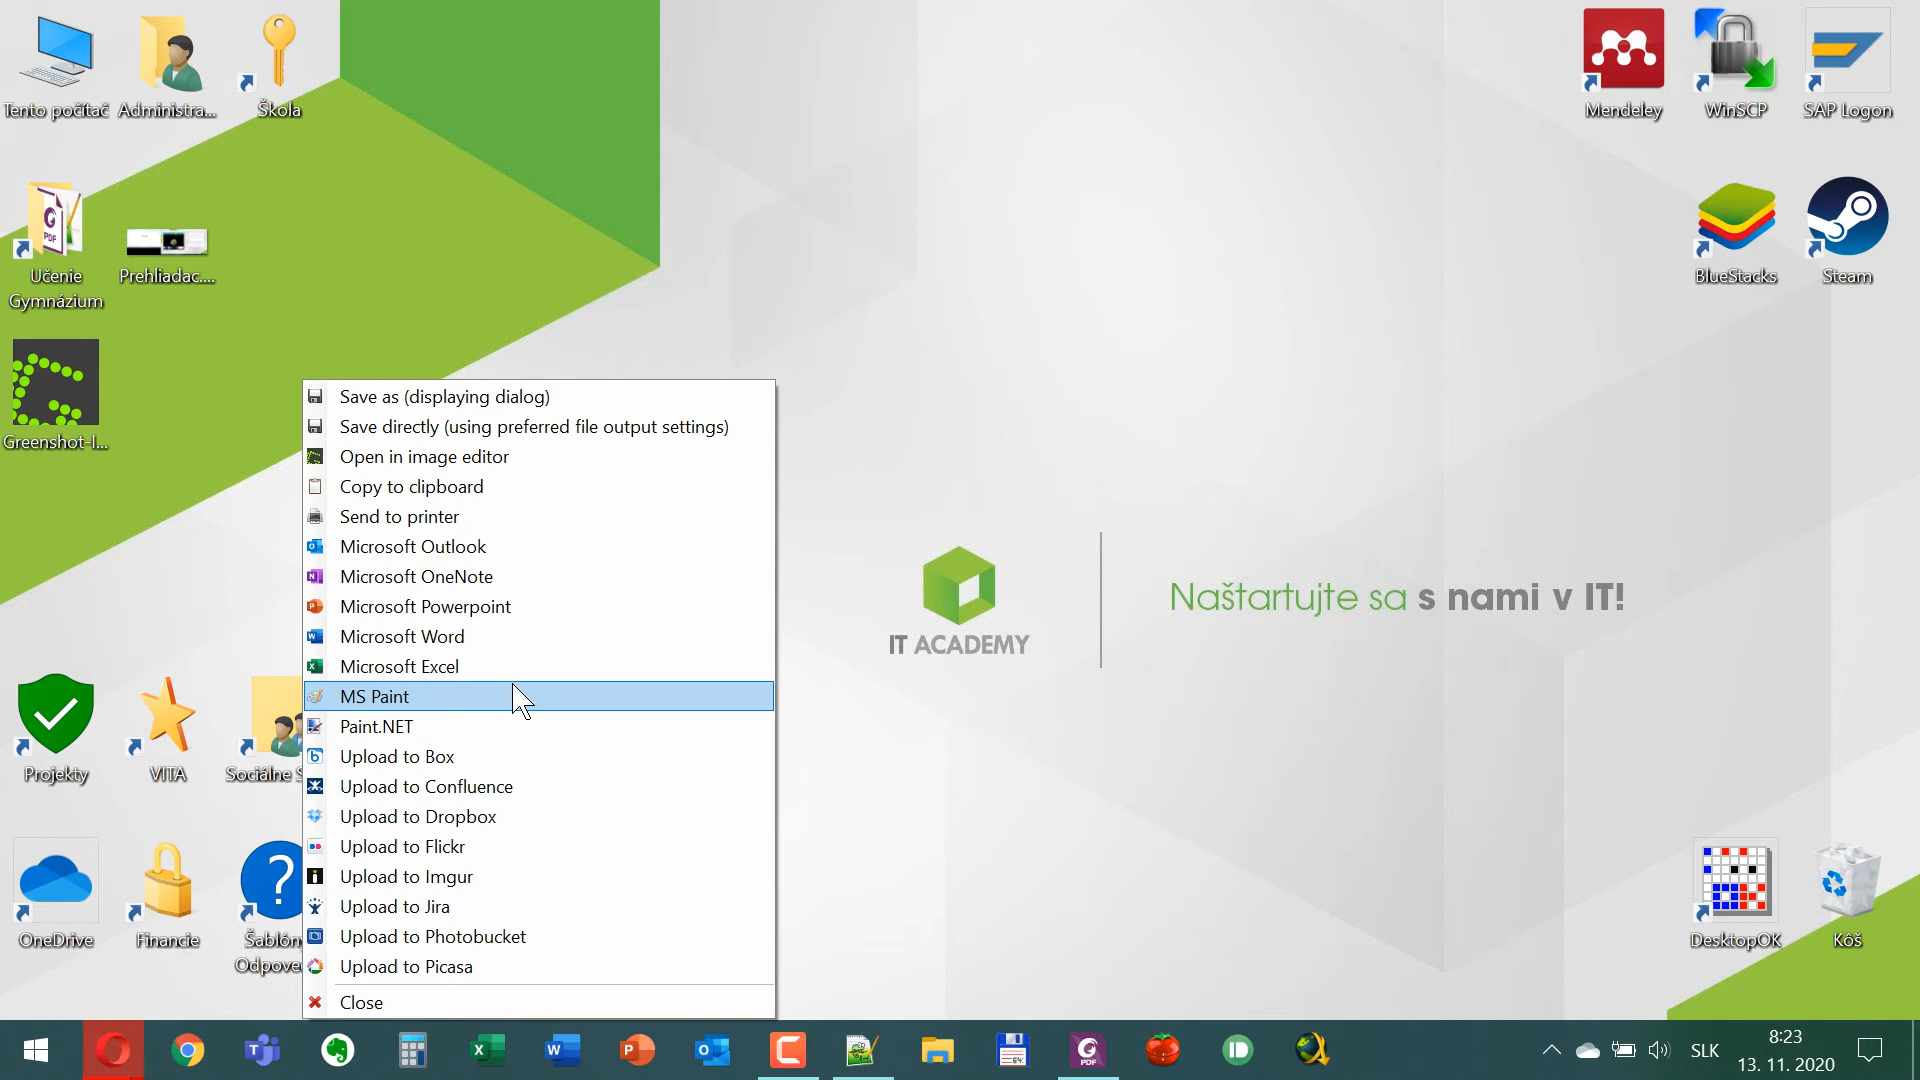 Tento počítač
Administra...
Škola
Mendeley
WinSCP
SAP Logon
PDF
Učenie
Gymnázium
Prehliadac....
BlueStacks
Steam
Greenshot-I...
Save as (displaying dialog)
Save directly (using preferred file output settings)
Open in image editor
Copy to clipboard
Send to printer
Microsoft Outlook
Microsoft OneNote
Microsoft Powerpoint
Microsoft Word
Microsoft Excel
MS Paint
Paint.NET
Upload to Box
Upload to Confluence
Upload to Dropbox
Upload to Flickr
Upload to Imgur
Upload to Jira
Upload to Photobucket
Upload to Picasa
Close
IT ACADEMY
Naštartujte sa s nami v IT!
Projekty
VITA
Sociálne S
OneDrive
Financie
Šablón
Odpove
DesktopOK
Kôš
64
PDF
SLK
8:23
13. 11. 2020